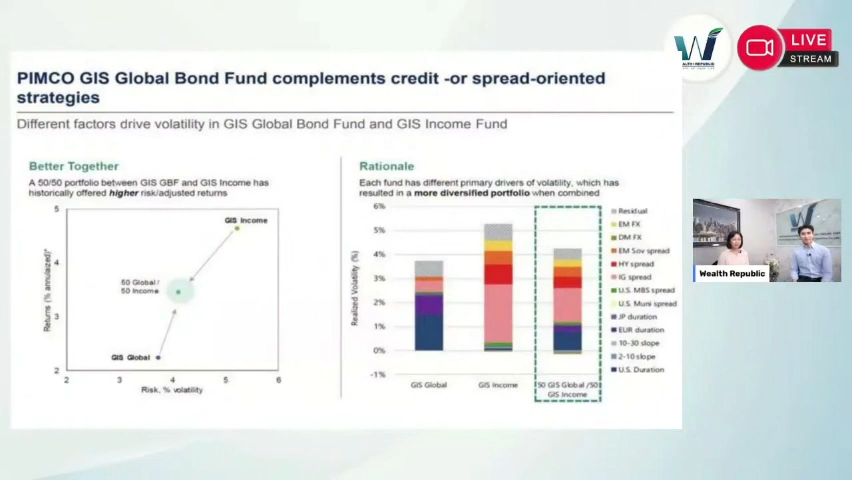 LIVE
STREAM
PIMCO GIS Global Bond Fund complements credit -or spread-oriented
strategies
Different factors drive volatility in GIS Global Bond Fund and GIS Income Fund
Better Together
A 50/50 portfolio between GIS GBF and GIS Income has
historically offered higher risk/adjusted returns
5
4
3
2
Returns (% annualized)*
GIS Income
50 Global /
50 Income
GIS Global
2
3
4
5
6
Risk, % volatility
Rationale
Each fund has different primary drivers of volatility, which has
resulted in a more diversified portfolio when combined
6%
5%
4%
3%
2%
1%
0%
-1%
Realized Volatility (%)
GIS Global
GIS Income
50 GIS Global /50
GIS Income
Residual
EM FX
DM FX
EM Sov spread
HY spread
IG spread
U.S. MBS spread
U.S. Muni spread
JP duration
EUR duration
10-30 slope
2-10 slope
U.S. Duration
Wealth Republic